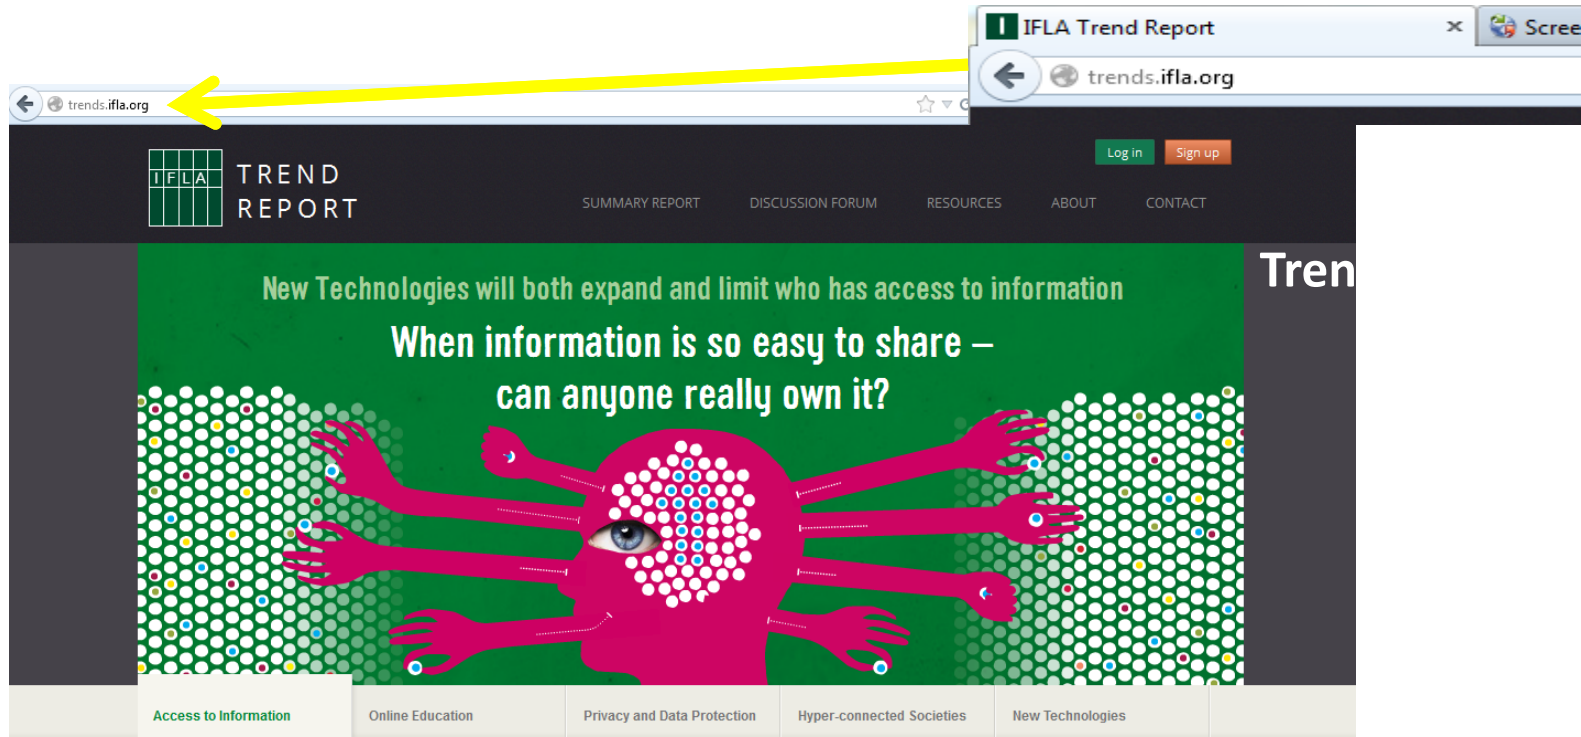 IFLA Trend Report
Scree
trends.ifla.org
trends.ifla.org
Log in
Sign up
IFLA
TREND
REPORT
SUMMARY REPORT
DISCUSSION FORUM
RESOURCES
ABOUT
CONTACT
Tren
New Technologies will both expand and limit who has access to information
When information is so easy to share –
can anyone really own it?
Access to Information
Online Education
Privacy and Data Protection
Hyper-connected Societies
New Technologies